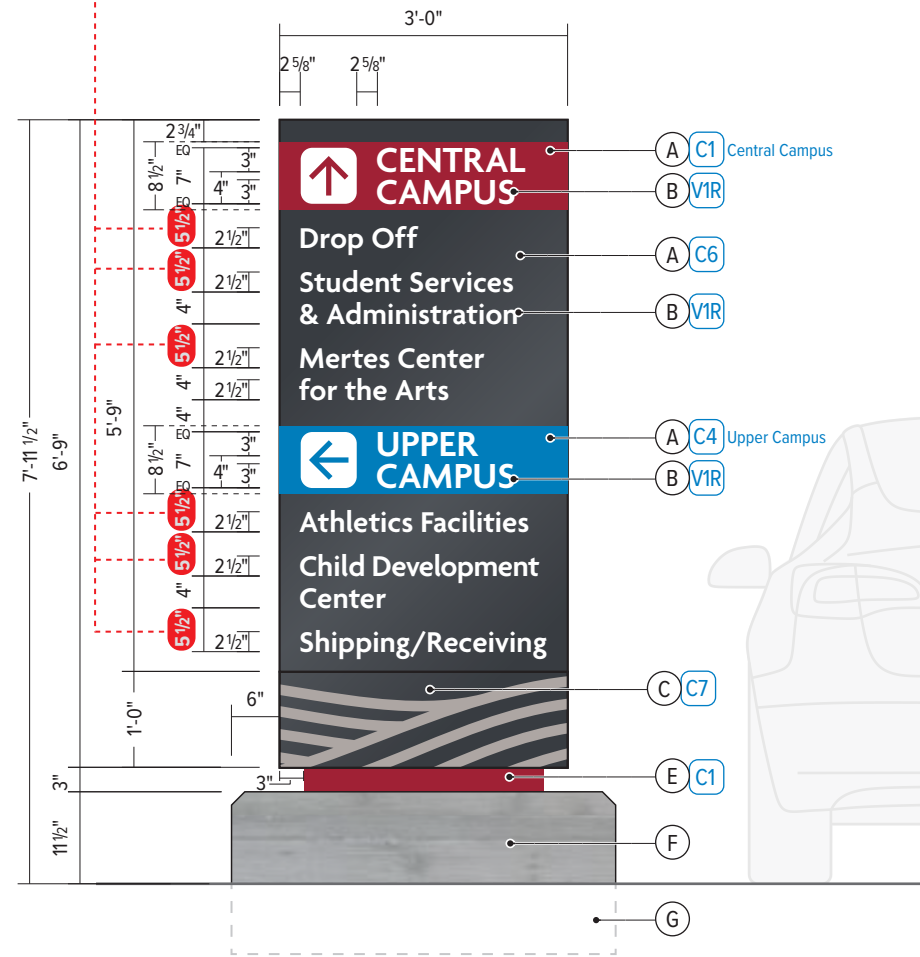 3'-0"
2 5/8" 2 5/8"
2 3/4"
EQ
3"
8 1/2" 7" 4" 3"
EQ
CENTRAL
CAMPUS
A C1 Central Campus
B V1R
5 1/2" 2 1/2"
Drop Off
A C6
5 1/2" 2 1/2"
Student Services
4"
& Administration
B V1R
5 1/2" 2 1/2"
Mertes Center
4" 2 1/2"
for the Arts
4"
7'-11 1/2" 6'-9" 5'-9"
EQ
3"
8 1/2" 7" 4" 3"
EQ
UPPER
CAMPUS
A C4 Upper Campus
B V1R
5 1/2" 2 1/2"
Athletics Facilities
5 1/2" 2 1/2"
Child Development
4"
Center
5 1/2" 2 1/2"
Shipping/Receiving
1'-0" 6"
C C7
3" 3"
E C1
11 1/2"
F
G